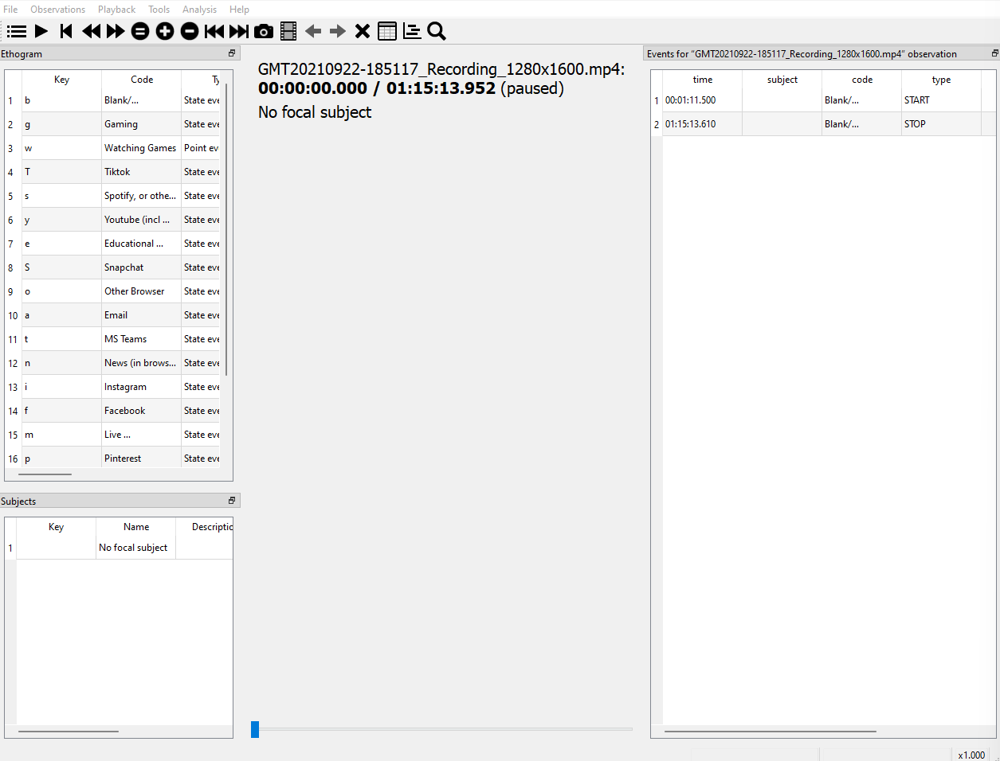 File Observations Playback Tools Analysis Help
Ethogram
Key Code Ty
1 b Blank/... State eve
2 g Gaming State eve
3 w Watching Games Point ev
4 T Tiktok State eve
5 s Spotify, or othe... State eve
6 y Youtube (incl ... State eve
7 e Educational ... State eve
8 S Snapchat State eve
9 o Other Browser State eve
10 a Email State eve
11 t MS Teams State eve
12 n News (in brows... State eve
13 i Instagram State eve
14 f Facebook State eve
15 m Live ... State eve
16 p Pinterest State eve
Subjects
Key Name Descriptio
1 No focal subject
GMT20210922-185117_Recording_1280x1600.mp4:
00:00:00.000 / 01:15:13.952 (paused)
No focal subject
Events for “GMT20210922-185117_Recording_1280x1600.mp4” observation
time subject code type
1 00:01:11.500 Blank/... START
2 01:15:13.610 Blank/... STOP
x1.000